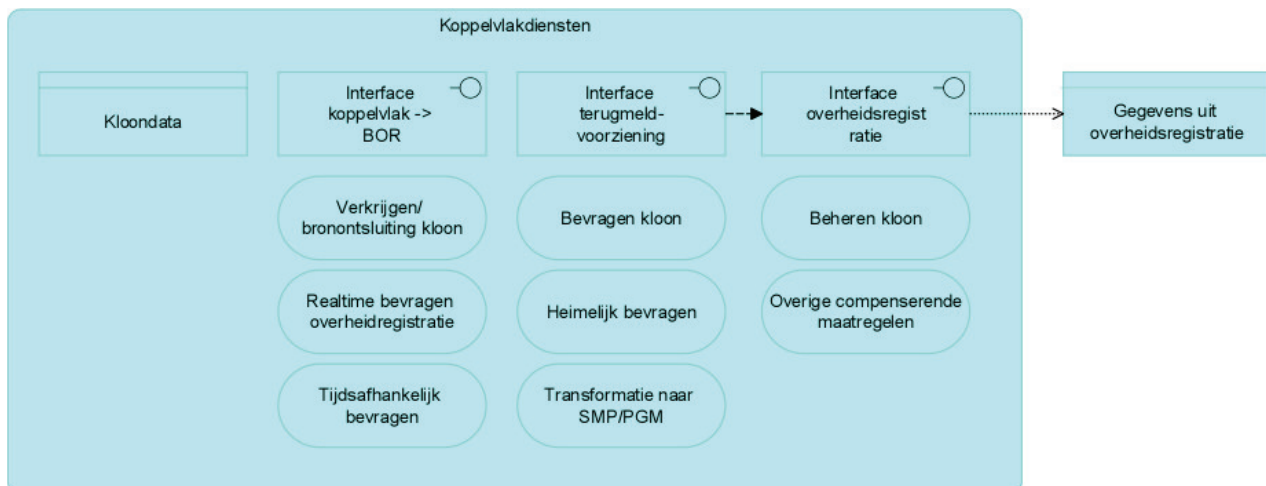 Koppelvlakdiensten
Kloondata
Interface
koppelvlak ->
BOR
Interface
terugmeld-
voorziening
Interface
overheidsregist
ratie
Gegevens uit
overheidsregistratie
Verkrijgen/
bronontsluiting kloon
Bevragen kloon
Beheren kloon
Realtime bevragen
overheidregistratie
Heimelijk bevragen
Overige compenserende
maatregelen
Tijdsafhankelijk
bevragen
Transformatie naar
SMP/PGM